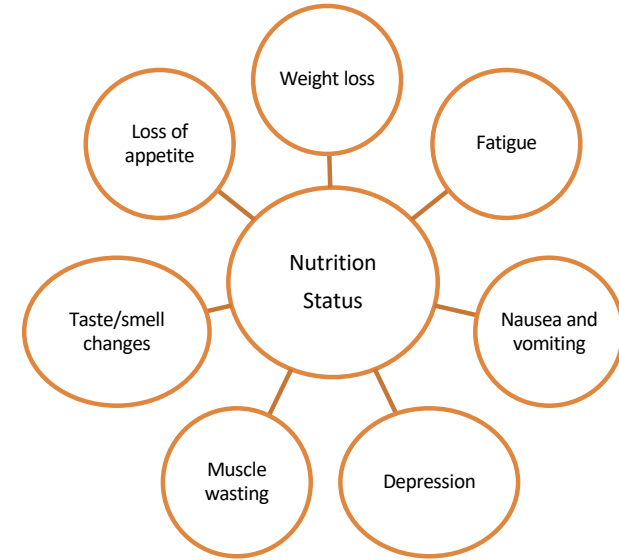 Weight loss
Loss of
appetite
Fatigue
Nutrition
Status
Taste/smell
changes
Nausea and
vomiting
Muscle
wasting
Depression